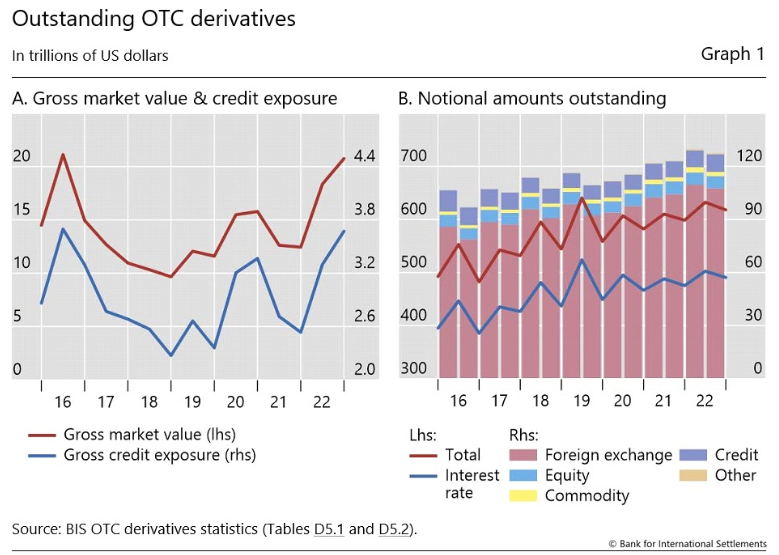 Outstanding OTC derivatives
In trillions of US dollars
Graph 1
A. Gross market value & credit exposure
20
15
10
5
0
4.4
3.8
3.2
2.6
2.0
16 17 18 19 20 21 22
Gross market value (lhs)
Gross credit exposure (rhs)
B. Notional amounts outstanding
700
600
500
400
300
120
90
60
30
0
16 17 18 19 20 21 22
Lhs:
Total
Interest
rate
Rhs:
Foreign exchange
Equity
Commodity
Credit
Other
Source: BIS OTC derivatives statistics (Tables D5.1 and D5.2).
© Bank for International Settlements